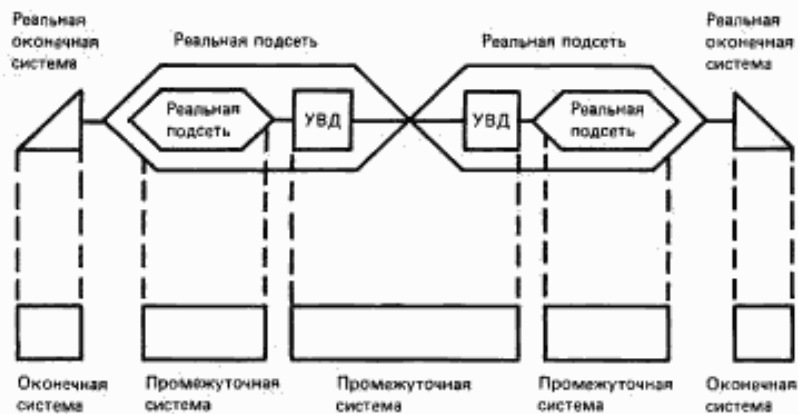 Реальная
оконечная
система
Реальная подсеть
Реальная подсеть
Реальная
оконечная
система
Реальная
подсеть
УВД
УВД
Реальная
подсеть
Оконечная
система
Промежуточная
система
Промежуточная
система
Промежуточная
система
Оконечная
система